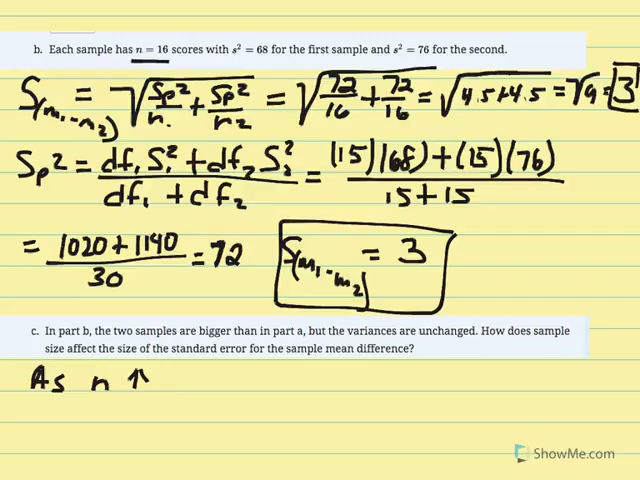 b. Each sample has n = 16 scores with s² = 68 for the first sample and s² = 76 for the second.
S(m₁-m₂) = √(Sp²/n₁ + Sp²/n₂) = √(72/16 + 72/16) = √(4.5+4.5) = √9 = 3
Sp² = (df₁ S₁² + df₂ S₂²)/(df₁ + df₂) = ((15)(68) + (15)(76))/(15 + 15)
= (1020 + 1140)/30 = 72 S(m₁-m₂) = 3
c. In part b, the two samples are bigger than in part a, but the variances are unchanged. How does sample
size affect the size of the standard error for the sample mean difference?
As n ↑
ShowMe.com